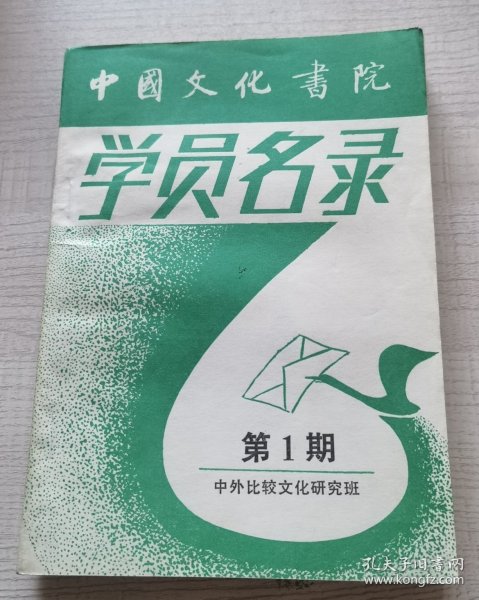 中國文化書院
学员名录
第1期
中外比较文化研究班
孔夫子旧书网
www.kongfz.com